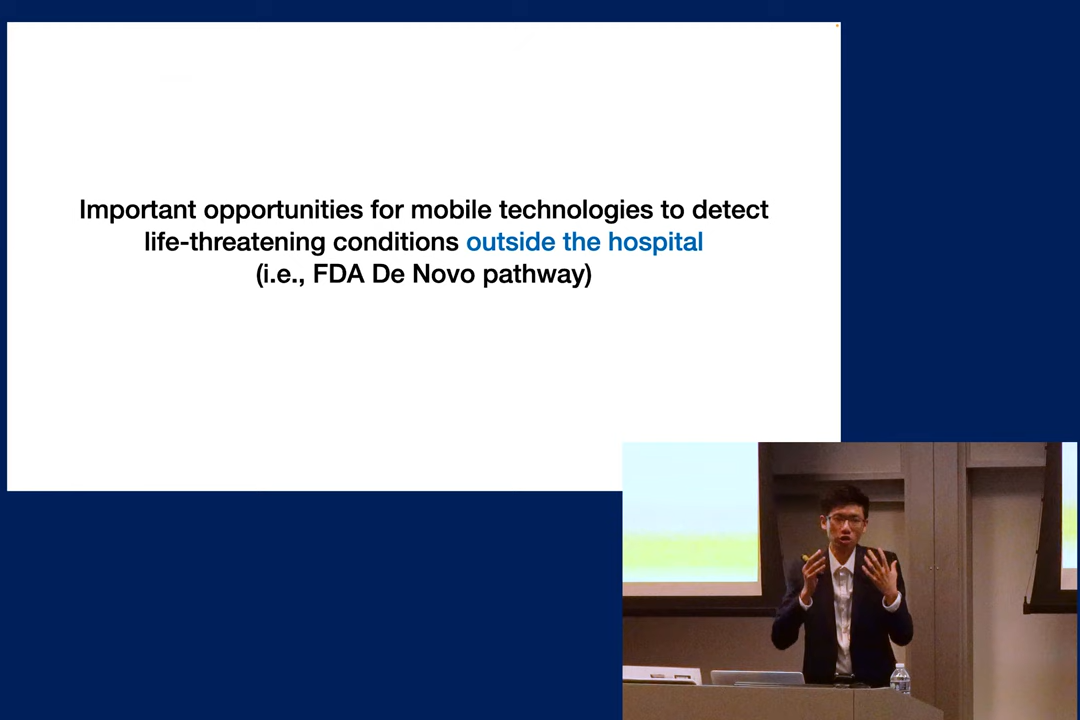 Important opportunities for mobile technologies to detect
life-threatening conditions outside the hospital
(i.e., FDA De Novo pathway)